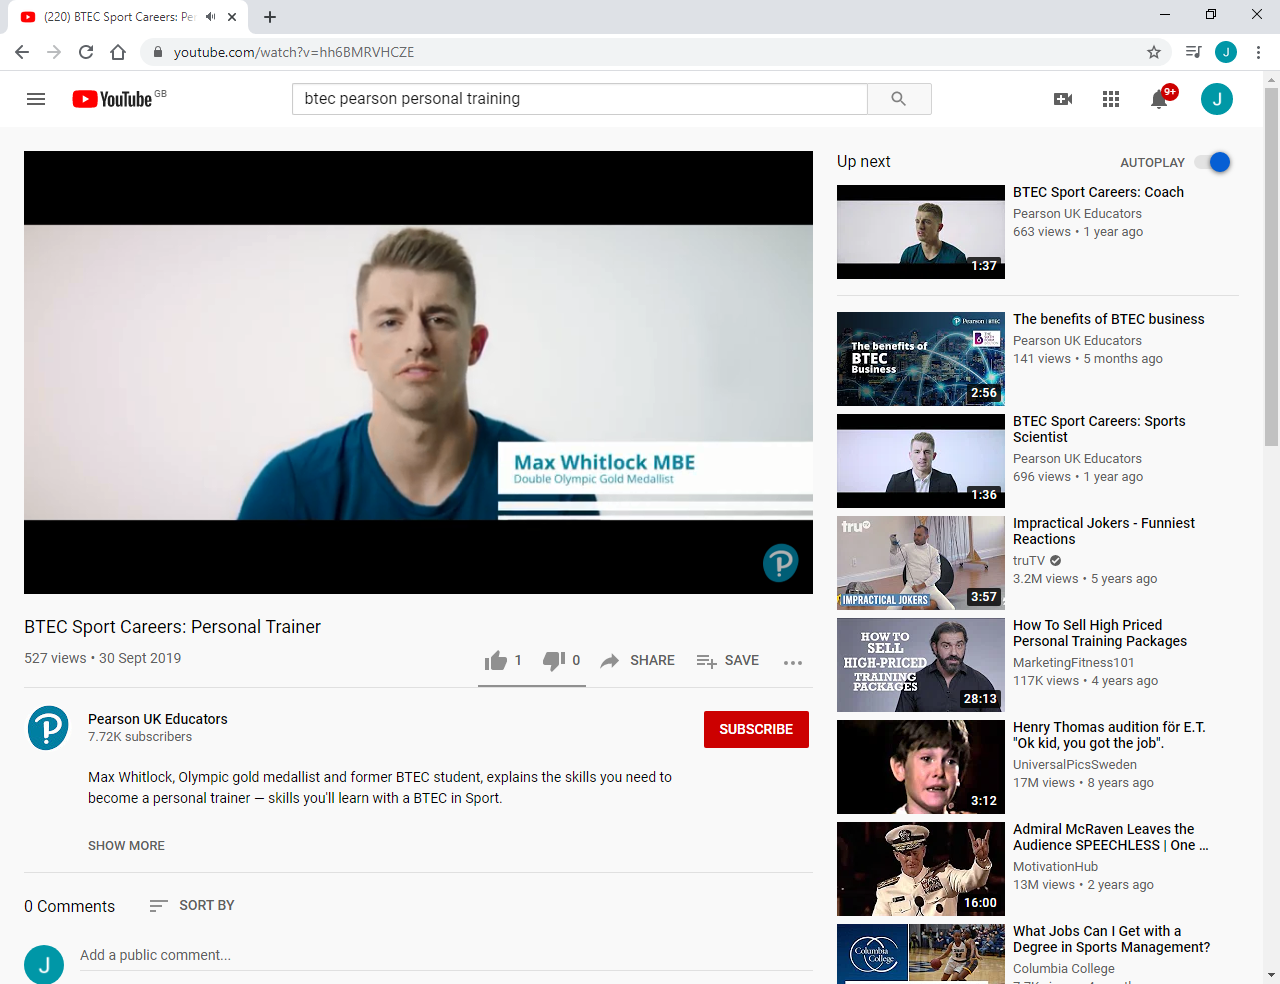 (220) BTEC Sport Careers: Pe
youtube.com/watch?v=hh6BMRVHCZE
J
YouTube GB
btec pearson personal training
9+
J
Max Whitlock MBE
Double Olympic Gold Medallist
BTEC Sport Careers: Personal Trainer
527 views • 30 Sept 2019
1
0
SHARE
SAVE
Pearson UK Educators
7.72K subscribers
SUBSCRIBE
Max Whitlock, Olympic gold medallist and former BTEC student, explains the skills you need to
become a personal trainer — skills you'll learn with a BTEC in Sport.
SHOW MORE
0 Comments
SORT BY
J
Add a public comment...
Up next
AUTOPLAY
1:37
BTEC Sport Careers: Coach
Pearson UK Educators
663 views • 1 year ago
Pearson | BTEC
The benefits of
BTEC
Business
2:56
The benefits of BTEC business
Pearson UK Educators
141 views • 5 months ago
1:36
BTEC Sport Careers: Sports
Scientist
Pearson UK Educators
696 views • 1 year ago
truTV
IMPRACTICAL JOKERS
3:57
Impractical Jokers - Funniest
Reactions
truTV
3.2M views • 5 years ago
HOW TO
SELL
HIGH-PRICED
TRAINING
PACKAGES
28:13
How To Sell High Priced
Personal Training Packages
MarketingFitness101
117K views • 4 years ago
3:12
Henry Thomas audition för E.T.
"Ok kid, you got the job".
UniversalPicsSweden
17M views • 8 years ago
16:00
Admiral McRaven Leaves the
Audience SPEECHLESS | One ...
MotivationHub
13M views • 2 years ago
Columbia
College
What Jobs Can I Get with a
Degree in Sports Management?
Columbia College